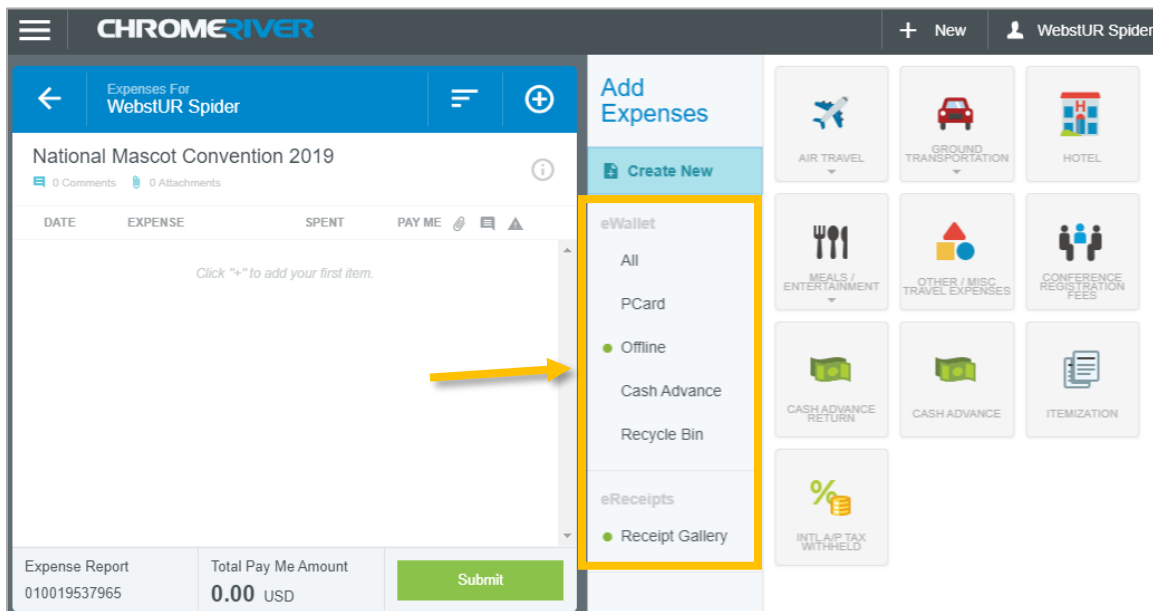 CHROMERIVER
New
WebstUR Spider
Expenses For
WebstUR Spider
National Mascot Convention 2019
0 Comments 0 Attachments
DATE EXPENSE SPENT PAY ME
Click "+" to add your first item.
Expense Report
010019537965
Total Pay Me Amount
0.00 USD
Submit
Add
Expenses
Create New
eWallet
All
PCard
Offline
Cash Advance
Recycle Bin
eReceipts
Receipt Gallery
AIR TRAVEL
GROUND
TRANSPORTATION
H
HOTEL
MEALS /
ENTERTAINMENT
OTHER / MISC
TRAVEL EXPENSES
CONFERENCE
REGISTRATION
FEES
CASH ADVANCE
RETURN
CASH ADVANCE
ITEMIZATION
%
INTL A/P TAX
WITHHELD